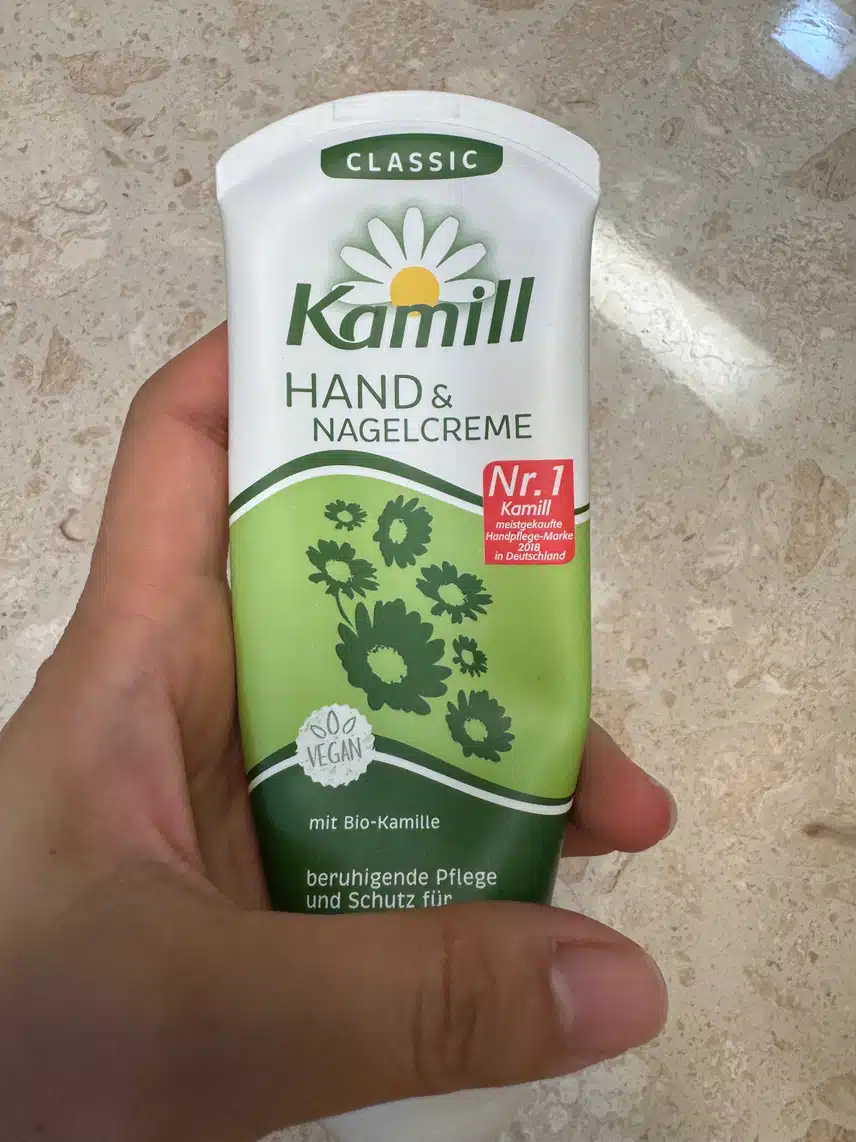 CLASSIC
Kamill
HAND &
NAGELCREME
Nr.1
Kamill
meistgekaufte
Handpflege-Marke
2018
in Deutschland
VEGAN
mit Bio-Kamille
beruhigende Pflege
und Schutz für